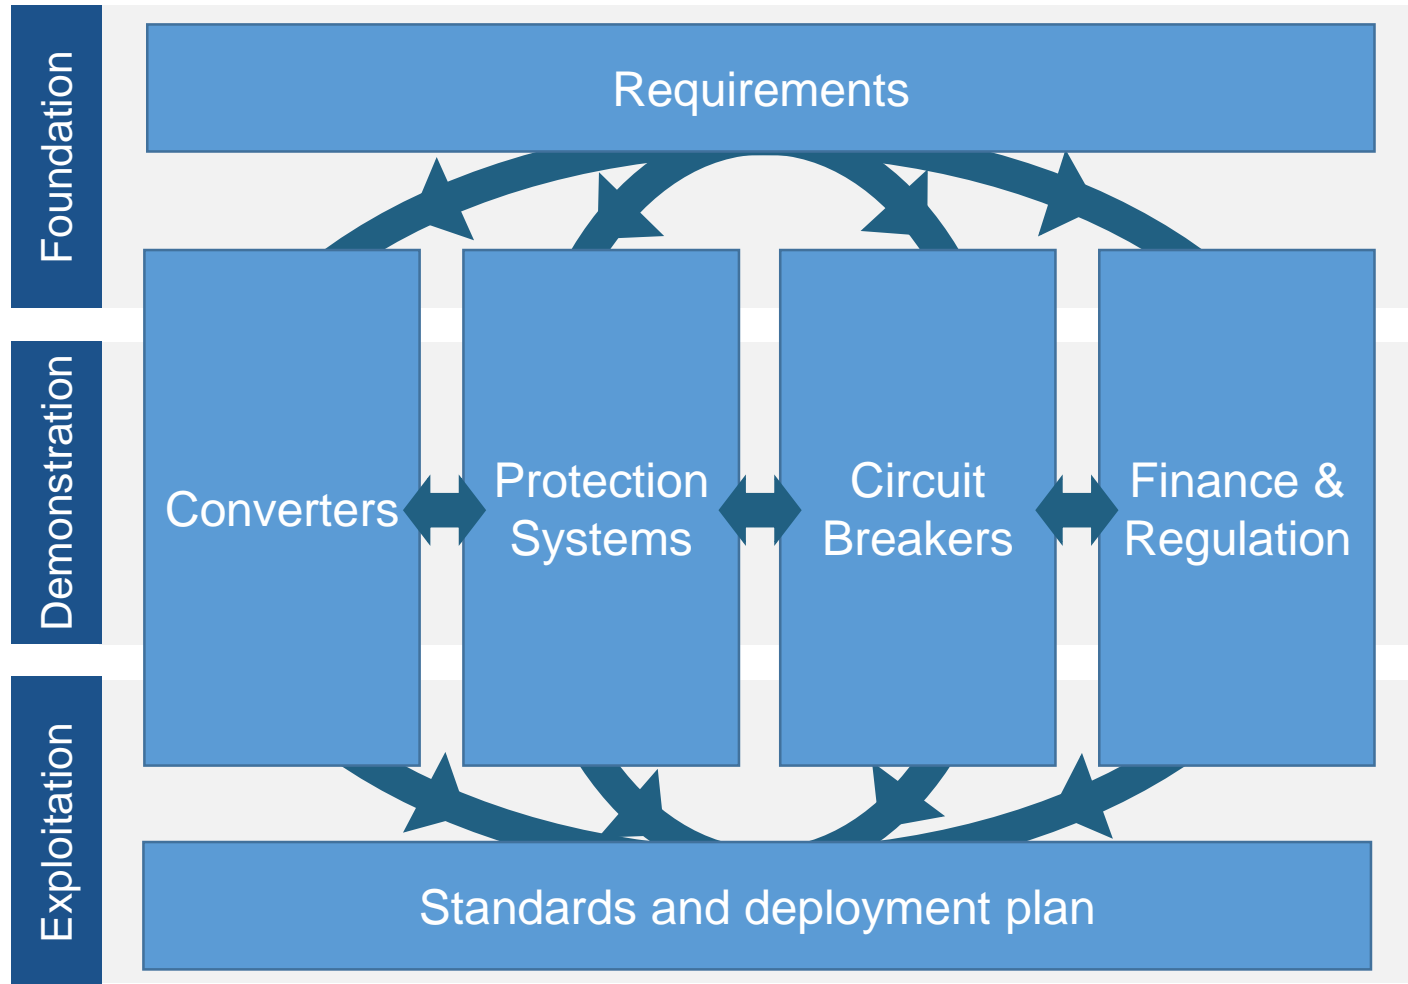 Foundation
Requirements
Demonstration
Converters
Protection
Systems
Circuit
Breakers
Finance &
Regulation
Exploitation
Standards and deployment plan